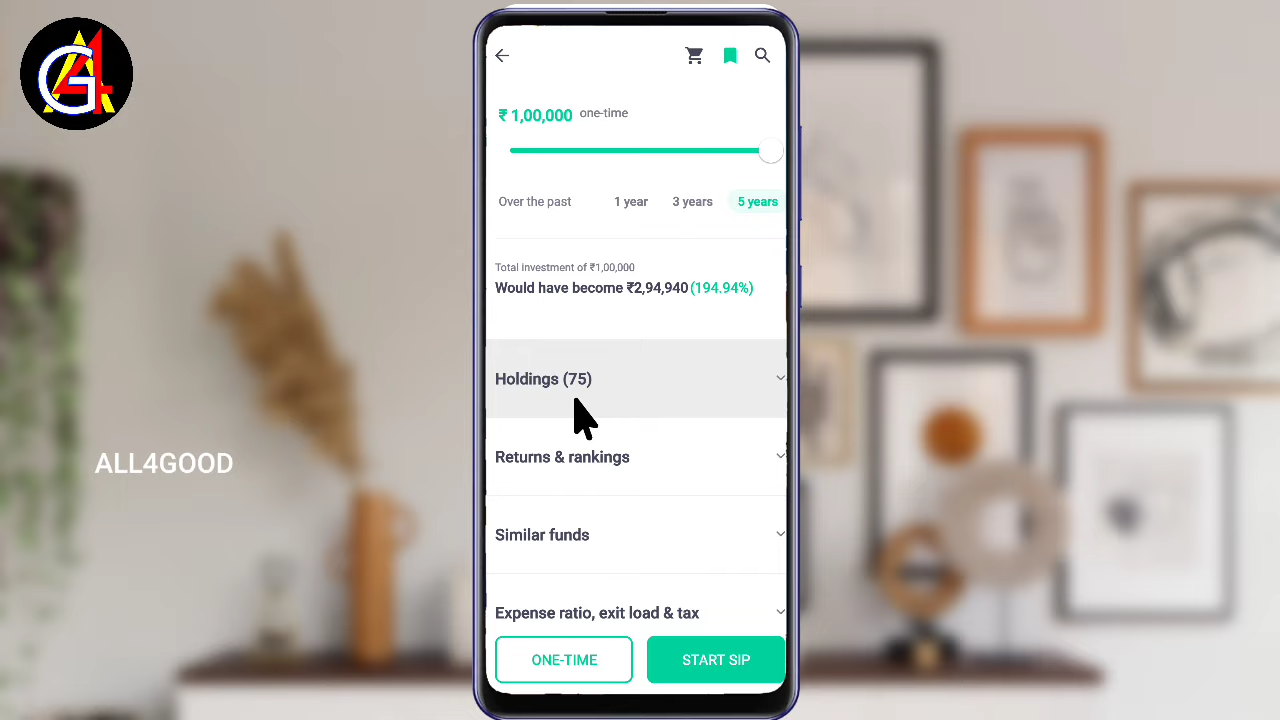 A4G
₹ 1,00,000 one-time
Over the past 1 year 3 years 5 years
Total investment of ₹1,00,000
Would have become ₹2,94,940 (194.94%)
Holdings (75)
Returns & rankings
ALL4GOOD
Similar funds
Expense ratio, exit load & tax
ONE-TIME START SIP